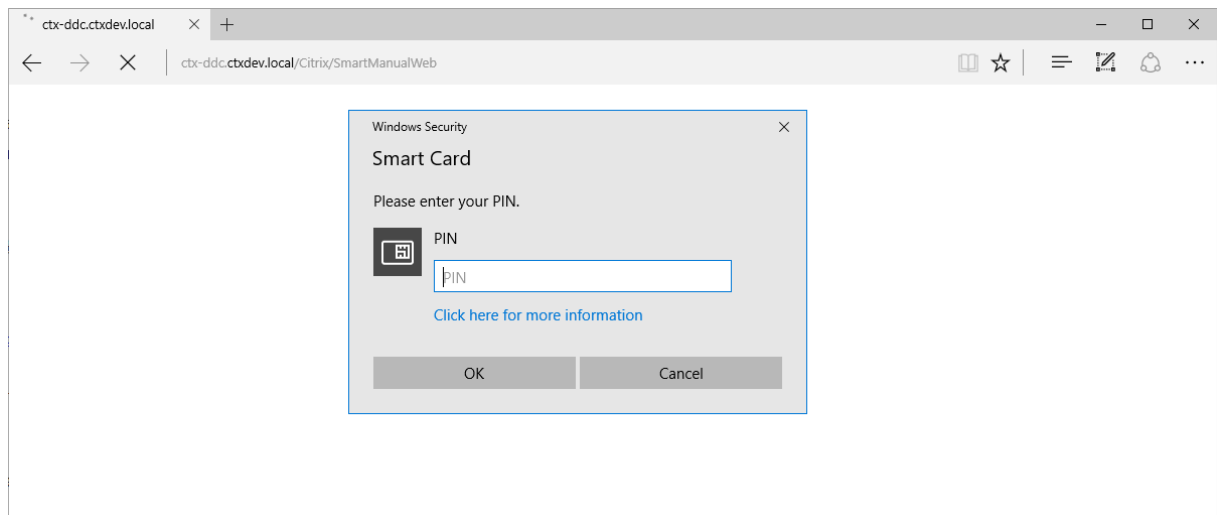 ctx-ddc.ctxdev.local
ctx-ddc.ctxdev.local/Citrix/SmartManualWeb
Windows Security
Smart Card
Please enter your PIN.
PIN
PIN
Click here for more information
OK Cancel